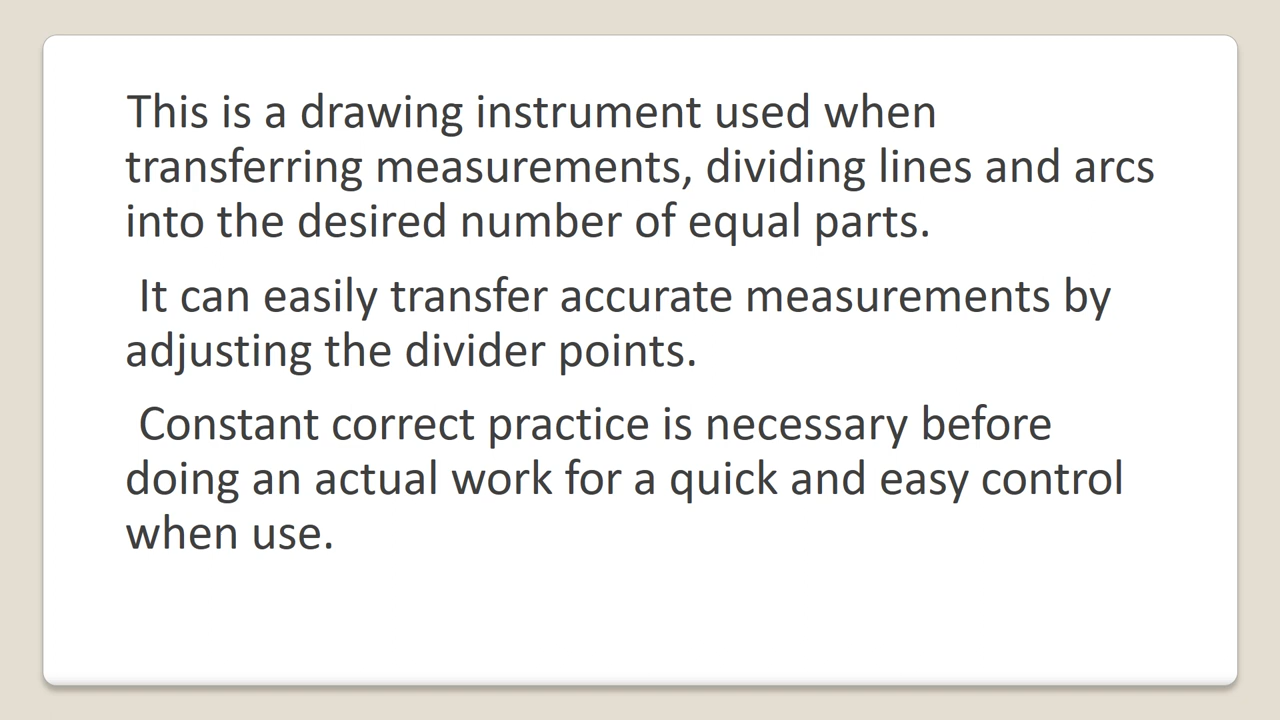 This is a drawing instrument used when
transferring measurements, dividing lines and arcs
into the desired number of equal parts.
It can easily transfer accurate measurements by
adjusting the divider points.
Constant correct practice is necessary before
doing an actual work for a quick and easy control
when use.